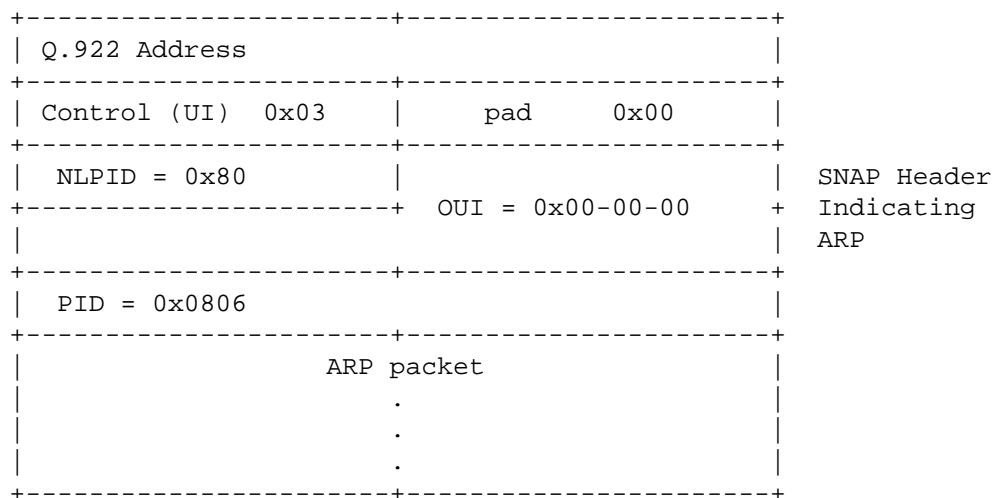 +-----------------------+-----------------------+
| Q.922 Address                                 |
+-----------------------+-----------------------+
| Control (UI)  0x03    |     pad     0x00      |
+-----------------------+-----------------------+
|  NLPID = 0x80         |                       |  SNAP Header
+-----------------------+  OUI = 0x00-00-00     +  Indicating
|                                               |  ARP
+-----------------------+-----------------------+
|  PID = 0x0806                                 |
+-----------------------+-----------------------+
|                   ARP packet                  |
|                       .                       |
|                       .                       |
|                       .                       |
+-----------------------+-----------------------+